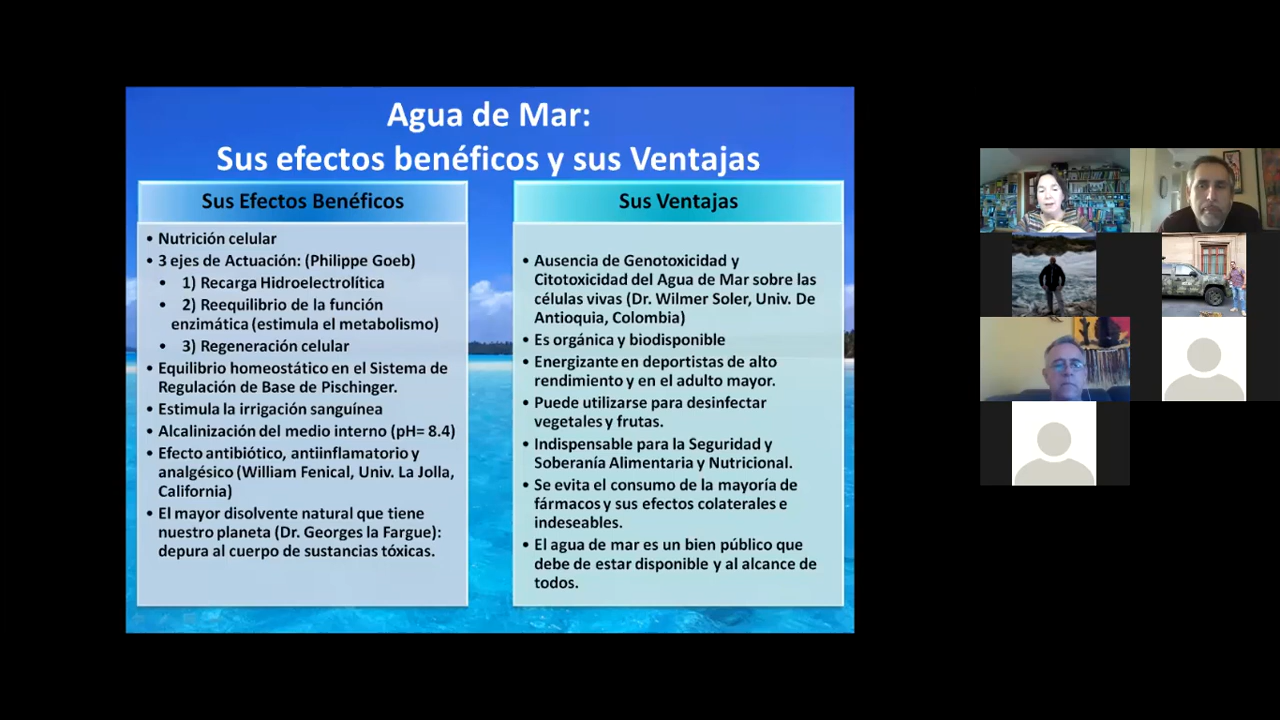 Agua de Mar:
Sus efectos benéficos y sus Ventajas
Sus Efectos Benéficos
• Nutrición celular
• 3 ejes de Actuación: (Philippe Goeb)
• 1) Recarga Hidroelectrolítica
• 2) Reequilibrio de la función
enzimática (estimula el metabolismo)
• 3) Regeneración celular
• Equilibrio homeostático en el Sistema de
Regulación de Base de Pischinger.
• Estimula la irrigación sanguínea
• Alcalinización del medio interno (pH= 8.4)
• Efecto antibiótico, antiinflamatorio y
analgésico (William Fenical, Univ. La Jolla,
California)
• El mayor disolvente natural que tiene
nuestro planeta (Dr. Georges la Fargue):
depura al cuerpo de sustancias tóxicas.
Sus Ventajas
• Ausencia de Genotoxicidad y
Citotoxicidad del Agua de Mar sobre las
células vivas (Dr. Wilmer Soler, Univ. De
Antioquia, Colombia)
• Es orgánica y biodisponible
• Energizante en deportistas de alto
rendimiento y en el adulto mayor.
• Puede utilizarse para desinfectar
vegetales y frutas.
• Indispensable para la Seguridad y
Soberanía Alimentaria y Nutricional.
• Se evita el consumo de la mayoría de
fármacos y sus efectos colaterales e
indeseables.
• El agua de mar es un bien público que
debe de estar disponible y al alcance de
todos.